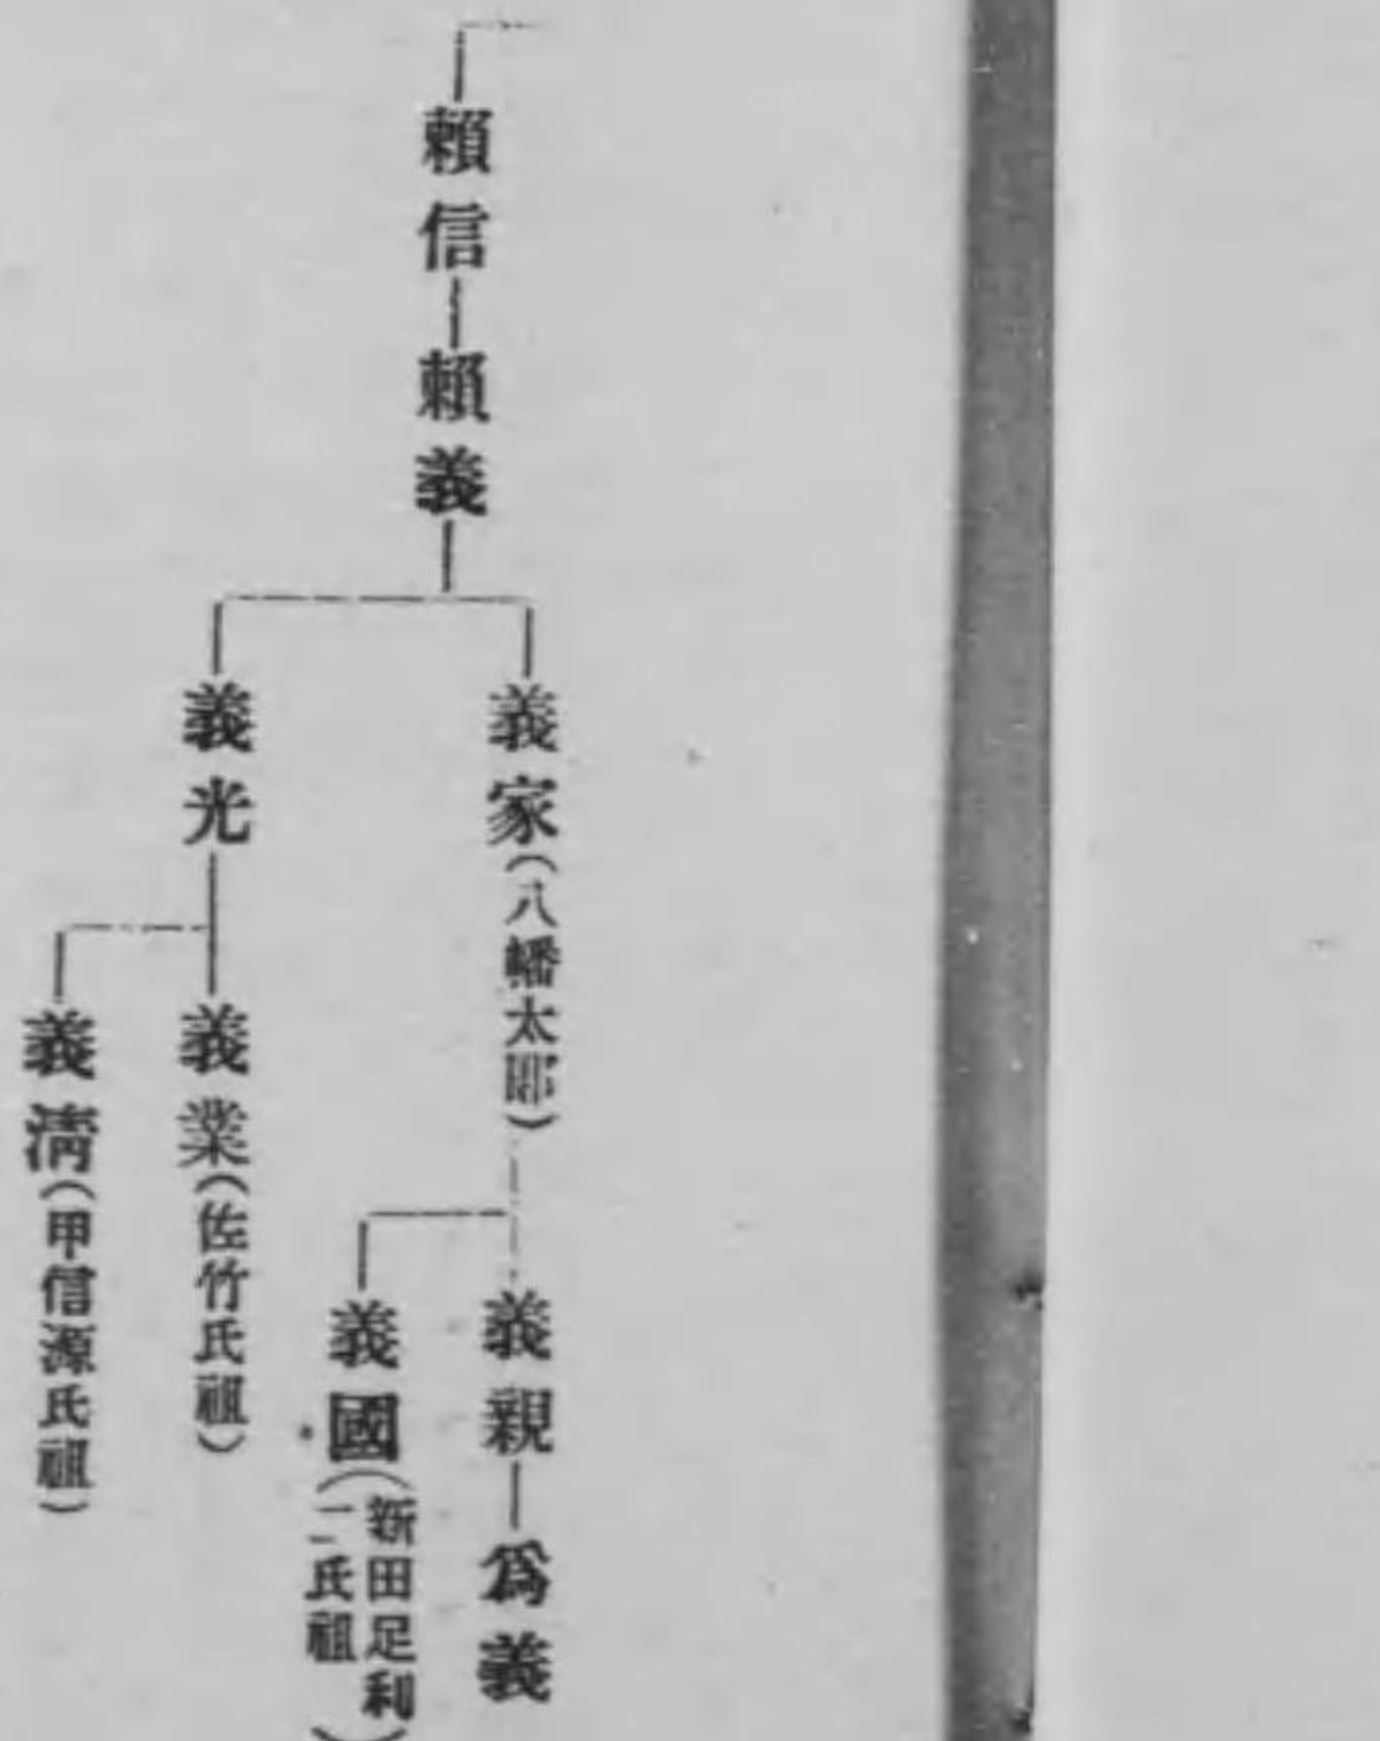 賴信
賴義
義家(八幡太郎)
義親
爲義
義國(新田足利
二氏祖)
義光
義業(佐竹氏祖)
義淸(甲信源氏祖)